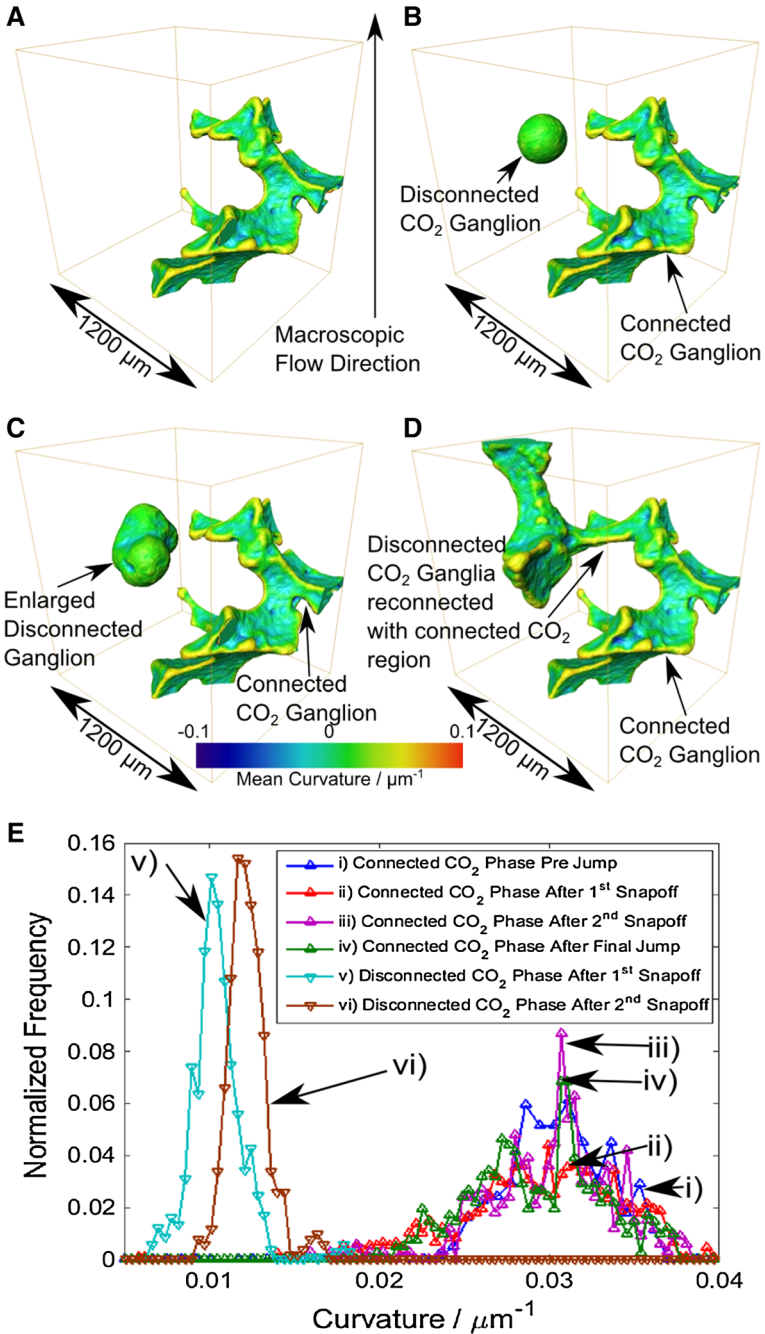 A
B
Disconnected
CO2 Ganglion
1200 μm
Macroscopic
Flow Direction
1200 μm
Connected
CO2 Ganglion
C
D
Enlarged
Disconnected
Ganglion
Connected
CO2 Ganglion
1200 μm
-0.1 0 0.1
Mean Curvature / μm-1
Disconnected
CO2 Ganglia
reconnected
with connected CO2
region
1200 μm
Connected
CO2 Ganglion
E
0.16
0.14
0.12
0.1
0.08
0.06
0.04
0.02
0
Normalized Frequency
i) Connected CO2 Phase Pre Jump
ii) Connected CO2 Phase After 1st Snapoff
iii) Connected CO2 Phase After 2nd Snapoff
iv) Connected CO2 Phase After Final Jump
v) Disconnected CO2 Phase After 1st Snapoff
vi) Disconnected CO2 Phase After 2nd Snapoff
v)
vi)
iii)
iv)
ii)
i)
0.01 0.02 0.03 0.04
Curvature / μm-1